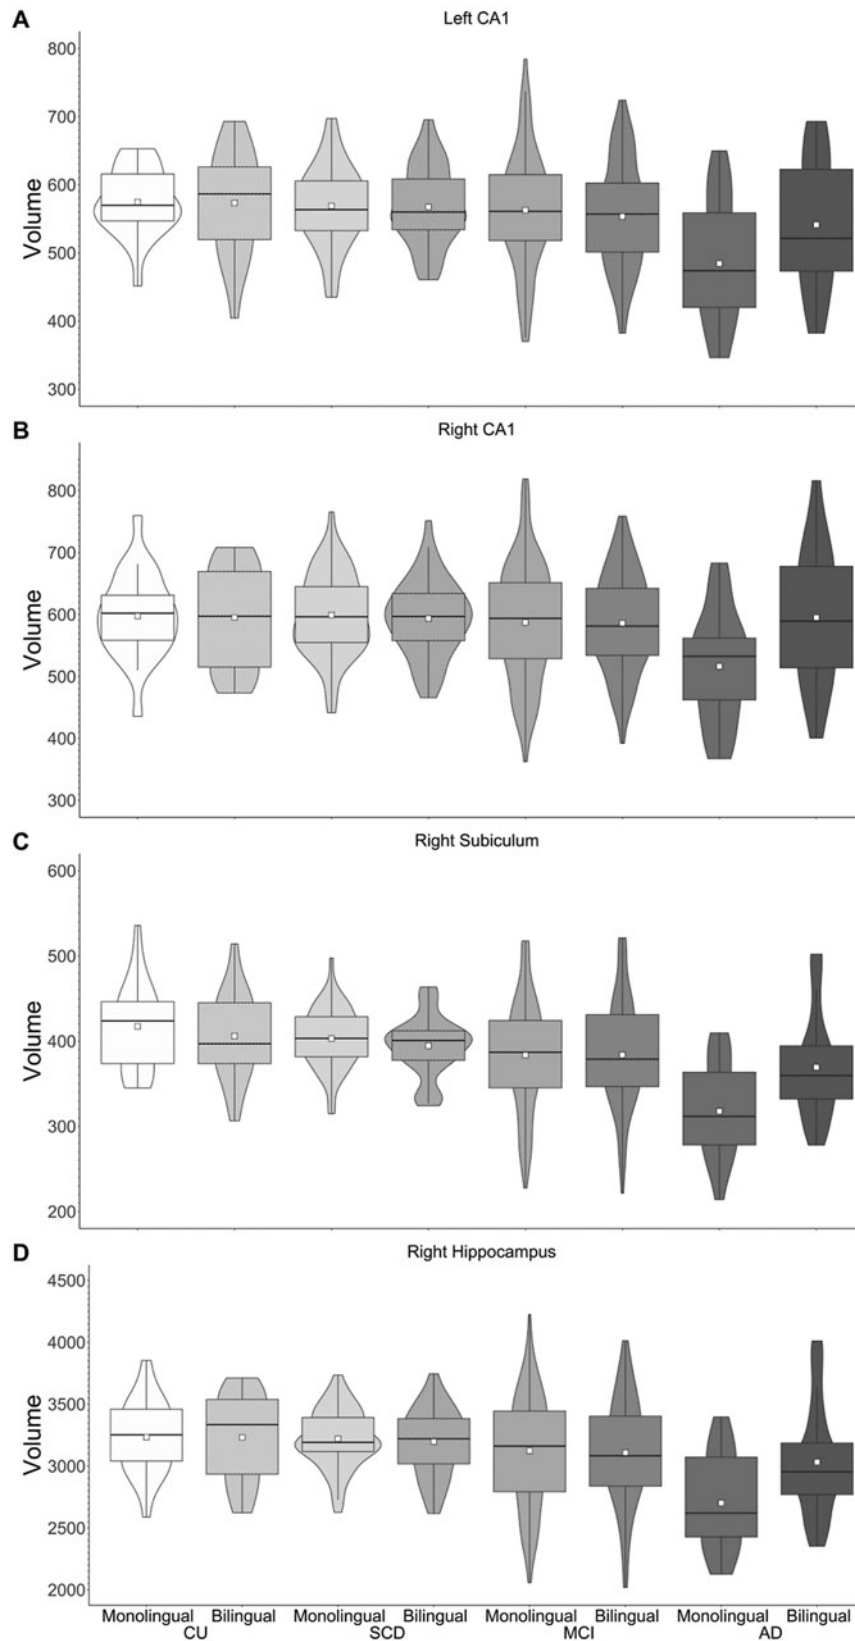 A
Left CA1
800
700
600
500
400
300
Volume
B
Right CA1
800
700
600
500
400
300
Volume
C
Right Subiculum
600
500
400
300
200
Volume
D
Right Hippocampus
4500
4000
3500
3000
2500
2000
Volume
Monolingual Bilingual Monolingual Bilingual Monolingual Bilingual Monolingual Bilingual
CU SCD MCI AD